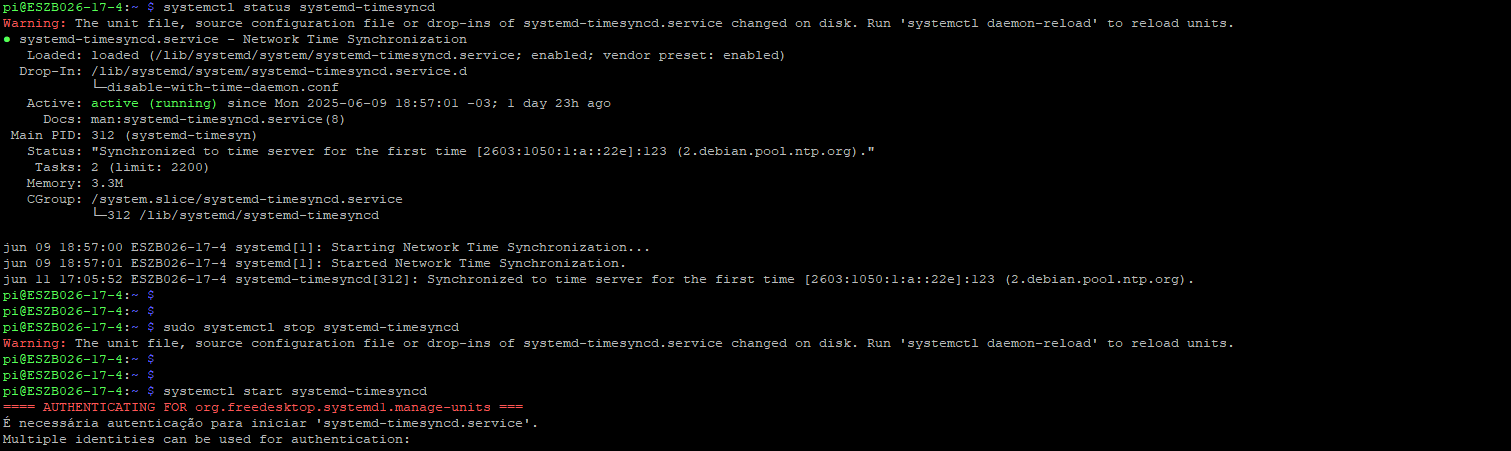 pi@ESZB026-17-4:~ $ systemctl status systemd-timesyncd
Warning: The unit file, source configuration file or drop-ins of systemd-timesyncd.service changed on disk. Run 'systemctl daemon-reload' to reload units.
● systemd-timesyncd.service - Network Time Synchronization
   Loaded: loaded (/lib/systemd/system/systemd-timesyncd.service; enabled; vendor preset: enabled)
  Drop-In: /lib/systemd/system/systemd-timesyncd.service.d
           └─disable-with-time-daemon.conf
   Active: active (running) since Mon 2025-06-09 18:57:01 -03; 1 day 23h ago
     Docs: man:systemd-timesyncd.service(8)
 Main PID: 312 (systemd-timesyn)
   Status: "Synchronized to time server for the first time [2603:1050:1:a::22e]:123 (2.debian.pool.ntp.org)."
    Tasks: 2 (limit: 2200)
   Memory: 3.3M
   CGroup: /system.slice/systemd-timesyncd.service
           └─312 /lib/systemd/systemd-timesyncd

jun 09 18:57:00 ESZB026-17-4 systemd[1]: Starting Network Time Synchronization...
jun 09 18:57:01 ESZB026-17-4 systemd[1]: Started Network Time Synchronization.
jun 11 17:05:52 ESZB026-17-4 systemd-timesyncd[312]: Synchronized to time server for the first time [2603:1050:1:a::22e]:123 (2.debian.pool.ntp.org).
pi@ESZB026-17-4:~ $
pi@ESZB026-17-4:~ $
pi@ESZB026-17-4:~ $ sudo systemctl stop systemd-timesyncd
Warning: The unit file, source configuration file or drop-ins of systemd-timesyncd.service changed on disk. Run 'systemctl daemon-reload' to reload units.
pi@ESZB026-17-4:~ $
pi@ESZB026-17-4:~ $
pi@ESZB026-17-4:~ $ systemctl start systemd-timesyncd
==== AUTHENTICATING FOR org.freedesktop.systemd1.manage-units ===
É necessária autenticação para iniciar 'systemd-timesyncd.service'.
Multiple identities can be used for authentication: